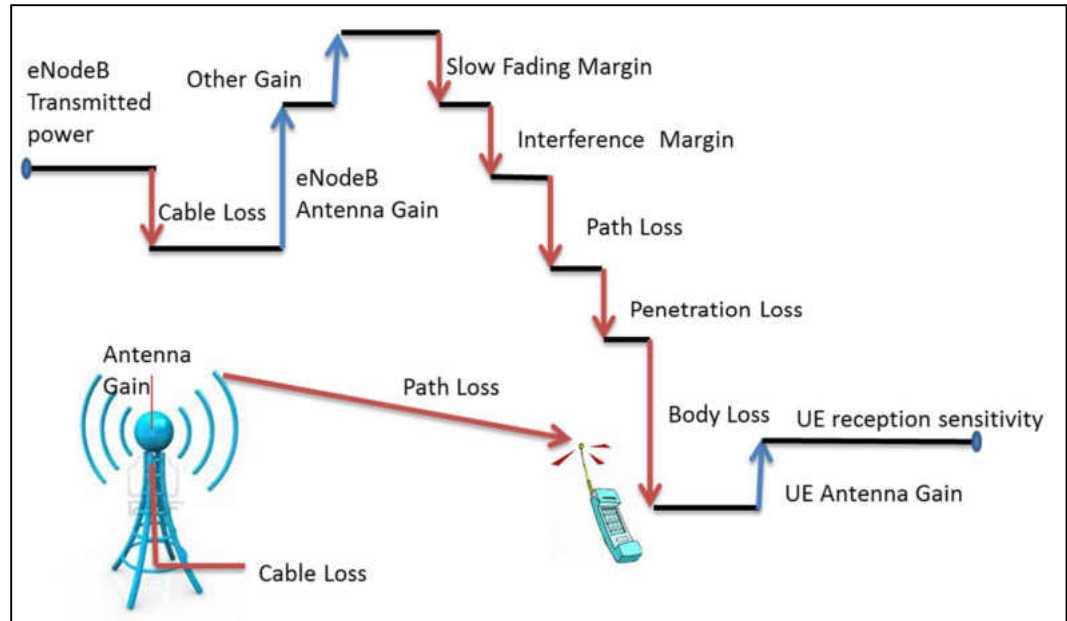 eNodeB
Transmitted
power
Other Gain
Slow Fading Margin
Interference Margin
Cable Loss
eNodeB
Antenna Gain
Path Loss
Penetration Loss
Antenna
Gain
Path Loss
Body Loss
UE reception sensitivity
UE Antenna Gain
Cable Loss